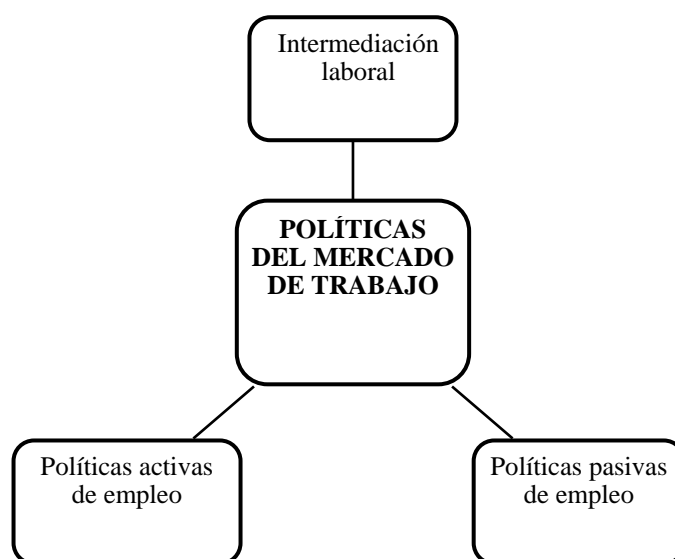 Intermediación
laboral
POLÍTICAS
DEL MERCADO
DE TRABAJO
Políticas activas
de empleo
Políticas pasivas
de empleo